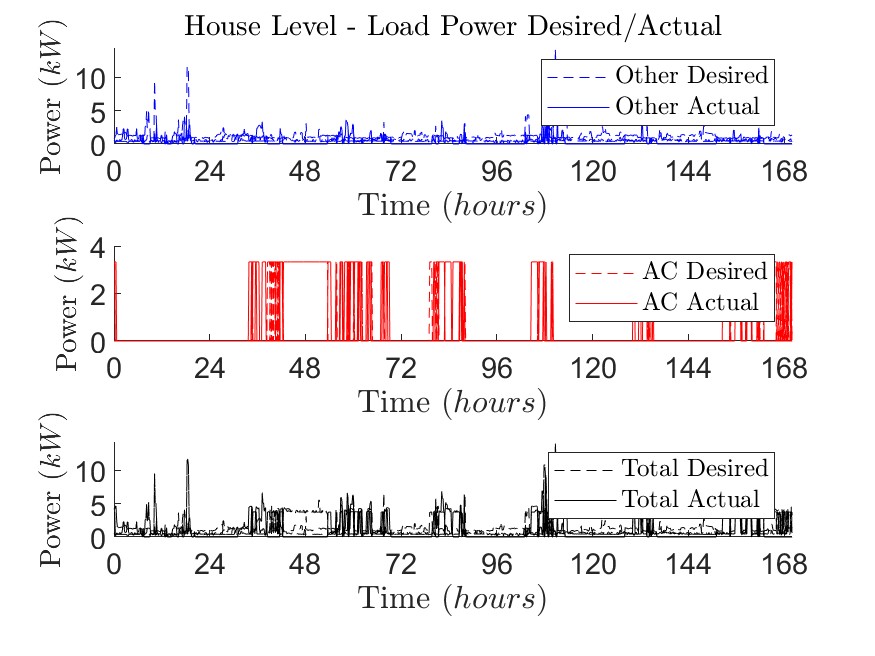 House Level - Load Power Desired/Actual
Power (kW)
10
5
0
Other Desired
Other Actual
0 24 48 72 96 120 144 168
Time (hours)
Power (kW)
4
2
0
AC Desired
AC Actual
0 24 48 72 96 120 144 168
Time (hours)
Power (kW)
10
5
0
Total Desired
Total Actual
0 24 48 72 96 120 144 168
Time (hours)